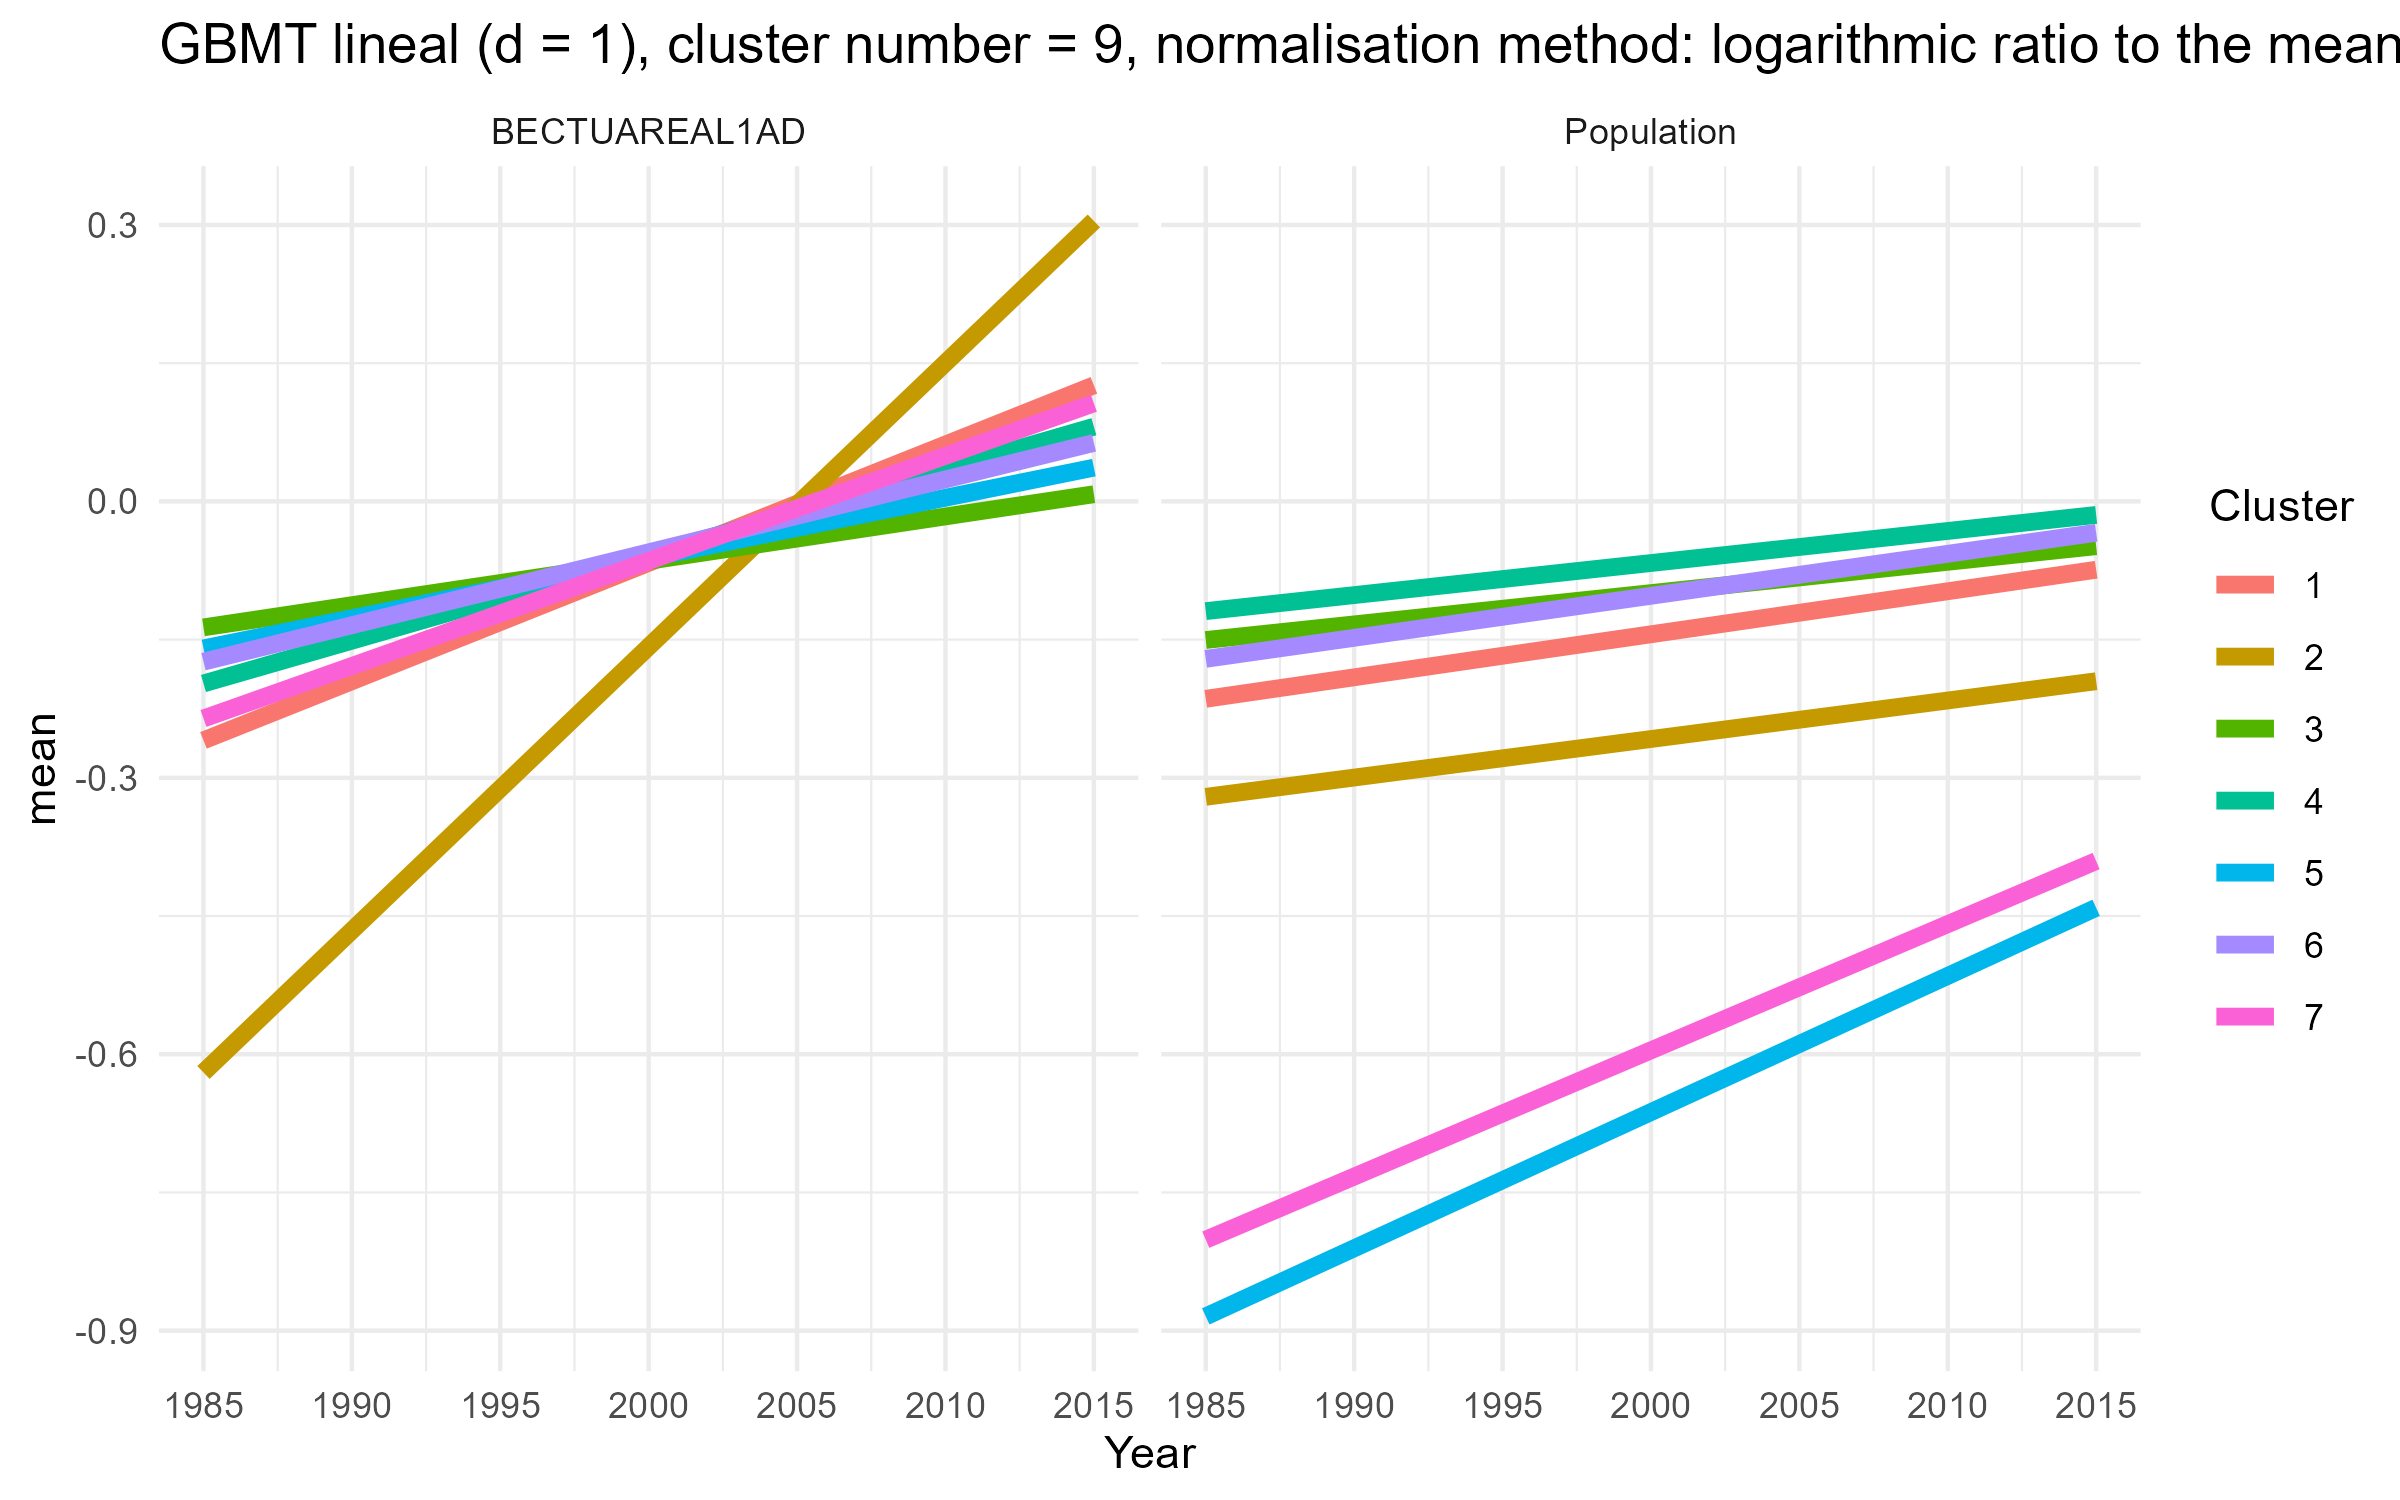 GBMT lineal (d = 1), cluster number = 9, normalisation method: logarithmic ratio to the mean
BECTUAREAL1AD
Population
0.3
0.0
-0.3
-0.6
-0.9
mean
1985 1990 1995 2000 2005 2010 2015
1985 1990 1995 2000 2005 2010 2015
Year
Cluster
1
2
3
4
5
6
7